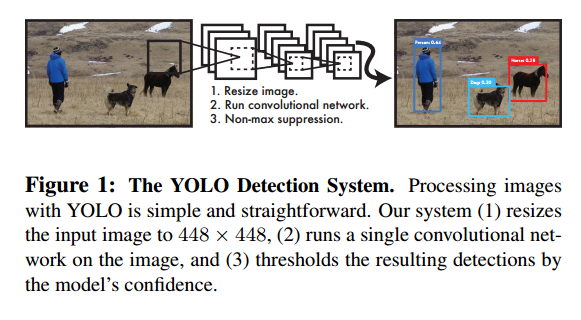 Person: 0.64
Horse: 0.28
Dog: 0.30
1. Resize image.
2. Run convolutional network.
3. Non-max suppression.
Figure 1: The YOLO Detection System. Processing images
with YOLO is simple and straightforward. Our system (1) resizes
the input image to 448 × 448, (2) runs a single convolutional net-
work on the image, and (3) thresholds the resulting detections by
the model's confidence.